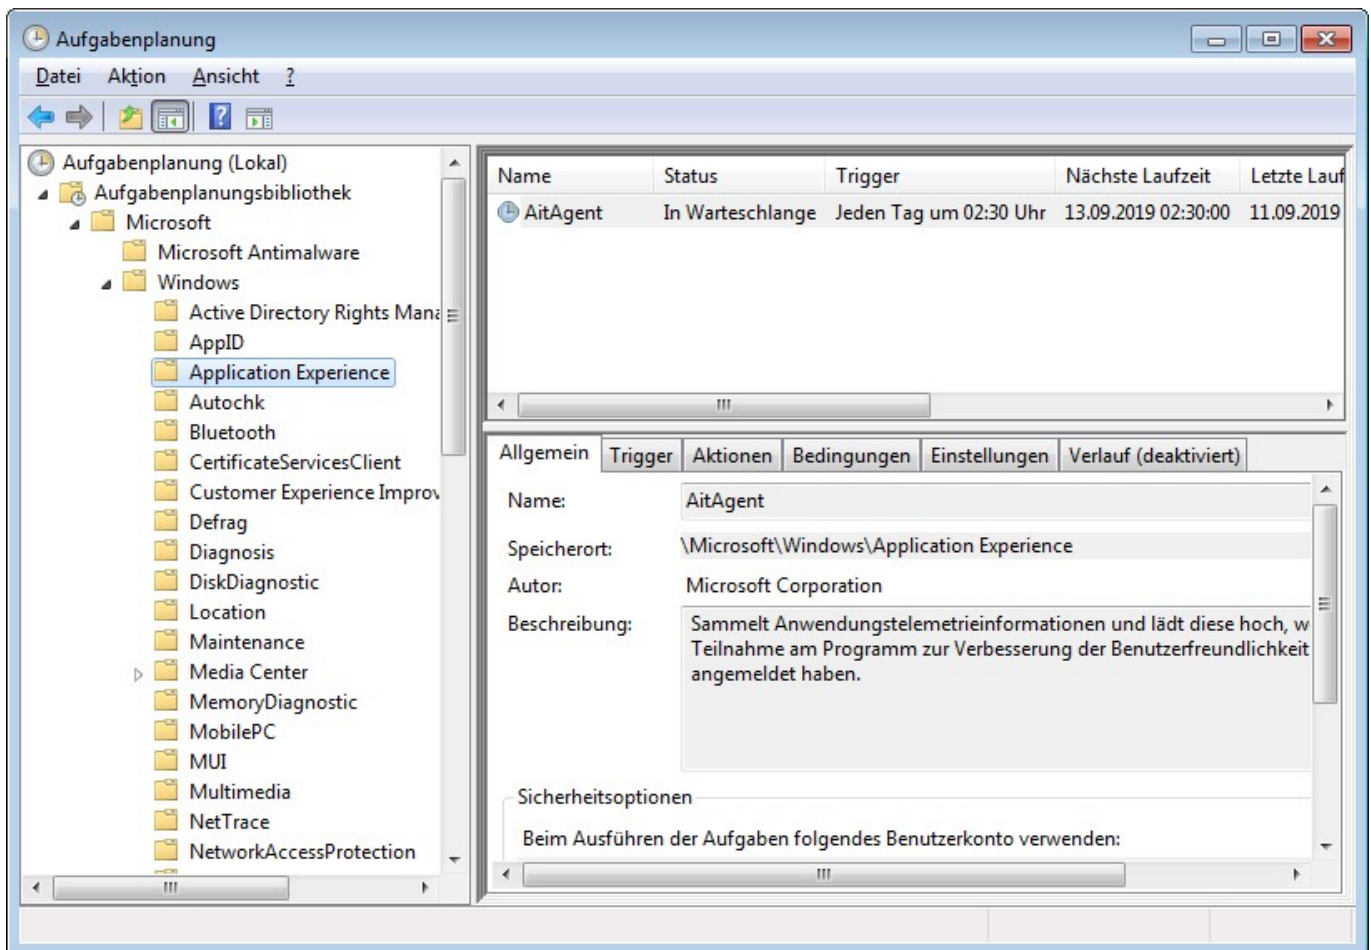 Aufgabenplanung
Datei Aktion Ansicht ?
Aufgabenplanung (Lokal)
Aufgabenplanungsbibliothek
Microsoft
Microsoft Antimalware
Windows
Active Directory Rights Mana
AppID
Application Experience
Autochk
Bluetooth
CertificateServicesClient
Customer Experience Improv
Defrag
Diagnosis
DiskDiagnostic
Location
Maintenance
Media Center
MemoryDiagnostic
MobilePC
MUI
Multimedia
NetTrace
NetworkAccessProtection
Name Status Trigger Nächste Laufzeit Letzte Lauf
AitAgent In Warteschlange Jeden Tag um 02:30 Uhr 13.09.2019 02:30:00 11.09.2019
Allgemein Trigger Aktionen Bedingungen Einstellungen Verlauf (deaktiviert)
Name: AitAgent
Speicherort: \Microsoft\Windows\Application Experience
Autor: Microsoft Corporation
Beschreibung: Sammelt Anwendungstelemetrieinformationen und lädt diese hoch, w
Teilnahme am Programm zur Verbesserung der Benutzerfreundlichkeit
angemeldet haben.
Sicherheitsoptionen
Beim Ausführen der Aufgaben folgendes Benutzerkonto verwenden: